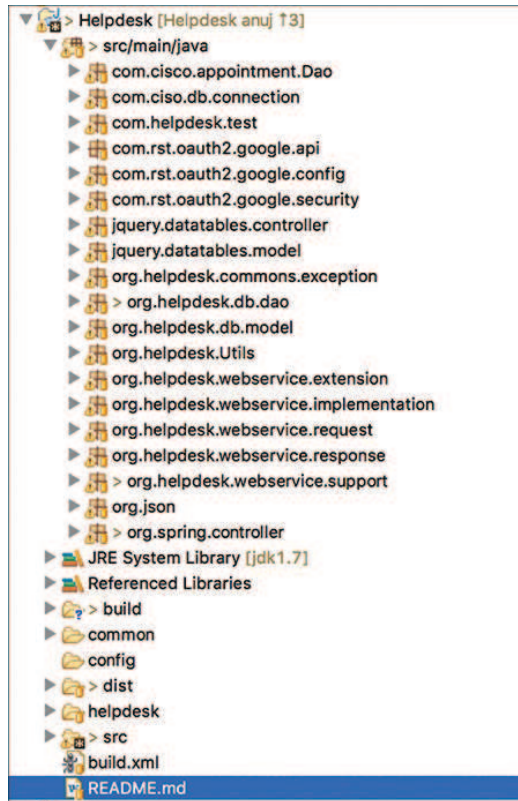 > Helpdesk [Helpdesk anuj ↑3]
> src/main/java
com.cisco.appointment.Dao
com.ciso.db.connection
com.helpdesk.test
com.rst.oauth2.google.api
com.rst.oauth2.google.config
com.rst.oauth2.google.security
jquery.datatables.controller
jquery.datatables.model
org.helpdesk.commons.exception
> org.helpdesk.db.dao
org.helpdesk.db.model
org.helpdesk.Utils
org.helpdesk.webservice.extension
org.helpdesk.webservice.implementation
org.helpdesk.webservice.request
org.helpdesk.webservice.response
> org.helpdesk.webservice.support
org.json
> org.spring.controller
JRE System Library [jdk1.7]
Referenced Libraries
> build
common
config
> dist
helpdesk
> src
build.xml
README.md